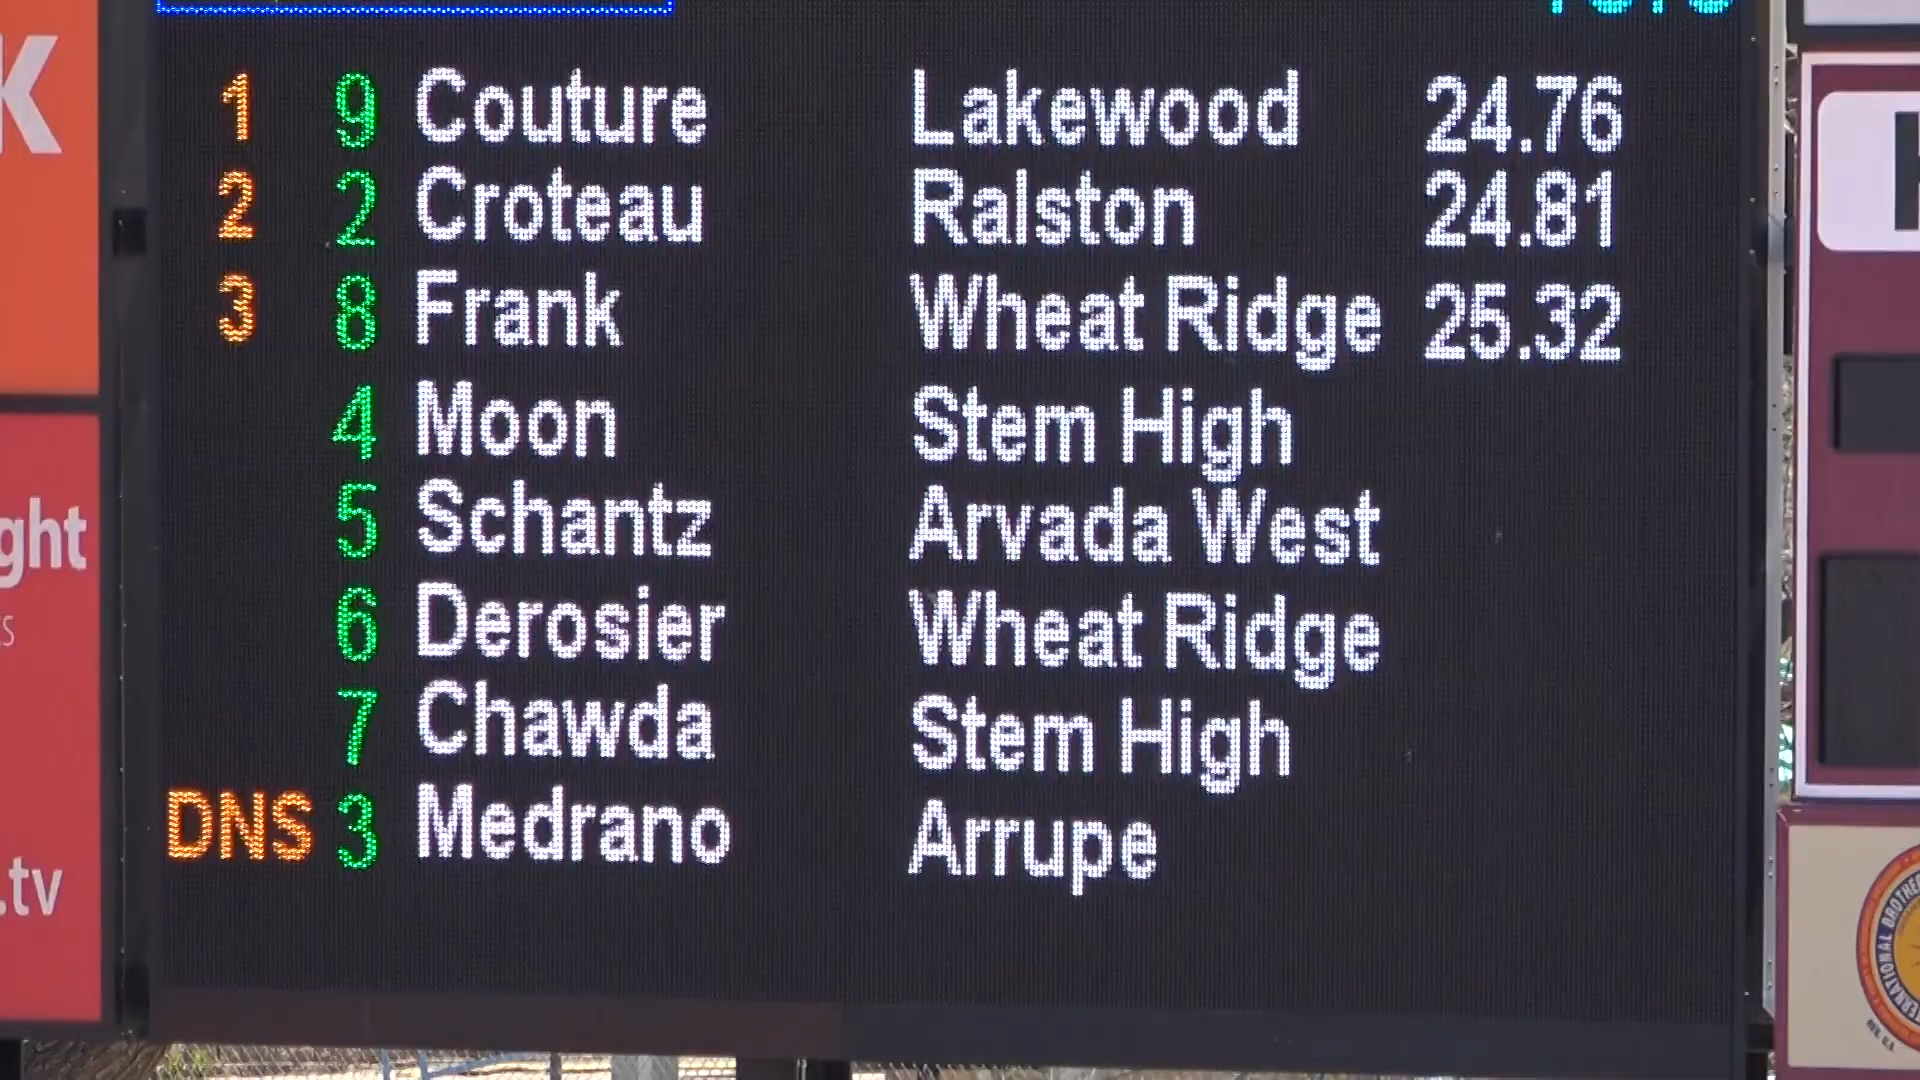 1 9 Couture Lakewood 24.76
2 2 Croteau Ralston 24.81
3 8 Frank Wheat Ridge 25.32
4 Moon Stem High
5 Schantz Arvada West
6 Derosier Wheat Ridge
7 Chawda Stem High
DNS 3 Medrano Arrupe
K
ght
.tv